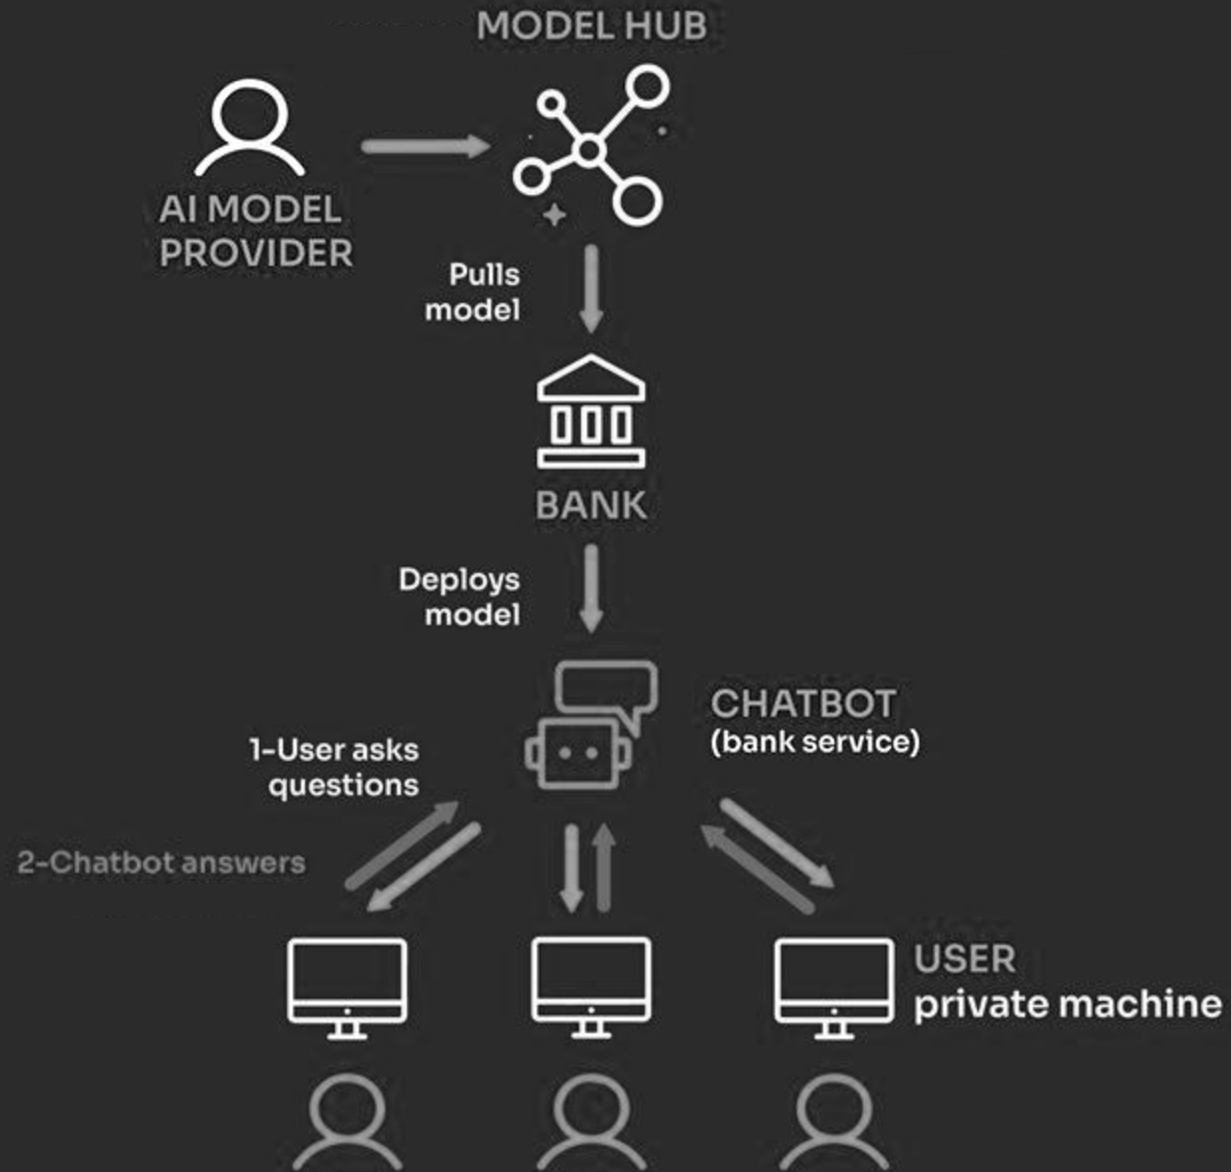 MODEL HUB
AI MODEL
PROVIDER
Pulls
model
BANK
Deploys
model
CHATBOT
(bank service)
1-User asks
questions
2-Chatbot answers
USER
private machine